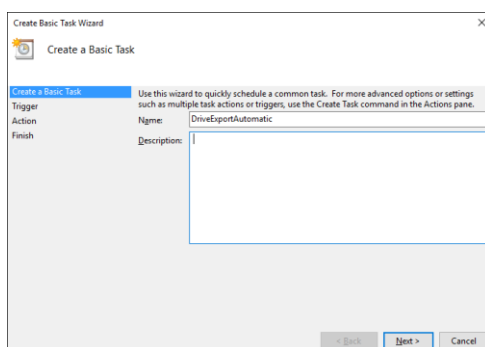 Create Basic Task Wizard
Create a Basic Task
Create a Basic Task
Trigger
Action
Finish
Use this wizard to quickly schedule a common task. For more advanced options or settings
such as multiple task actions or triggers, use the Create Task command in the Actions pane.
Name:
DriveExportAutomatic
Description:
< Back
Next >
Cancel